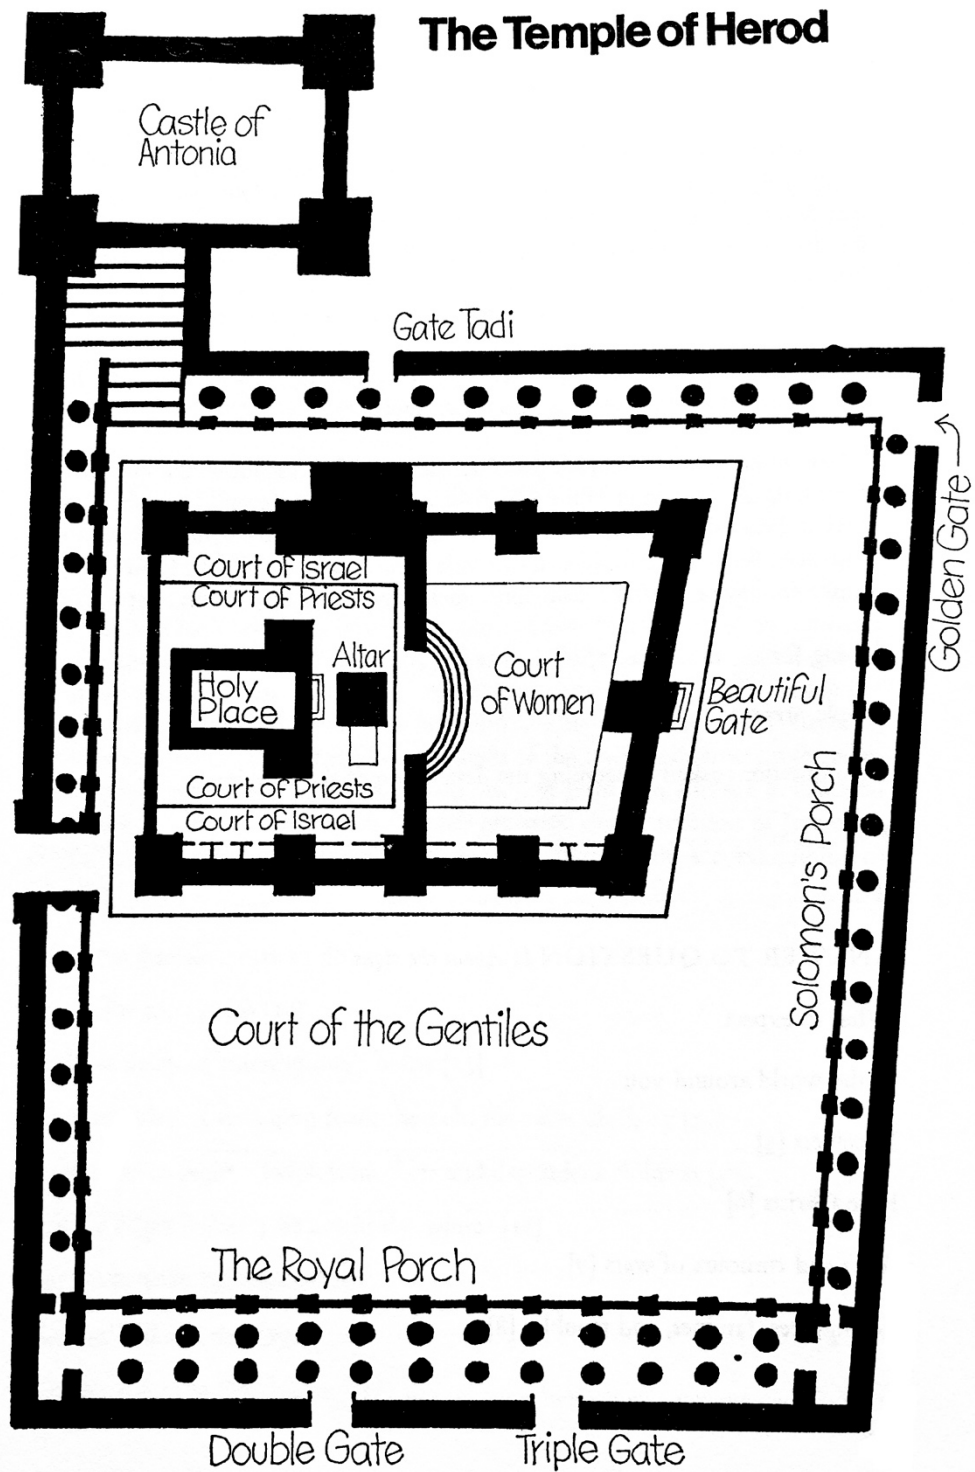 The Temple of Herod
Castle of
Antonia
Gate Tadi
Golden Gate
Court of Israel
Court of Priests
Altar
Holy
Place
Court
of Women
Beautiful
Gate
Court of Priests
Court of Israel
Solomon's Porch
Court of the Gentiles
The Royal Porch
Double Gate
Triple Gate